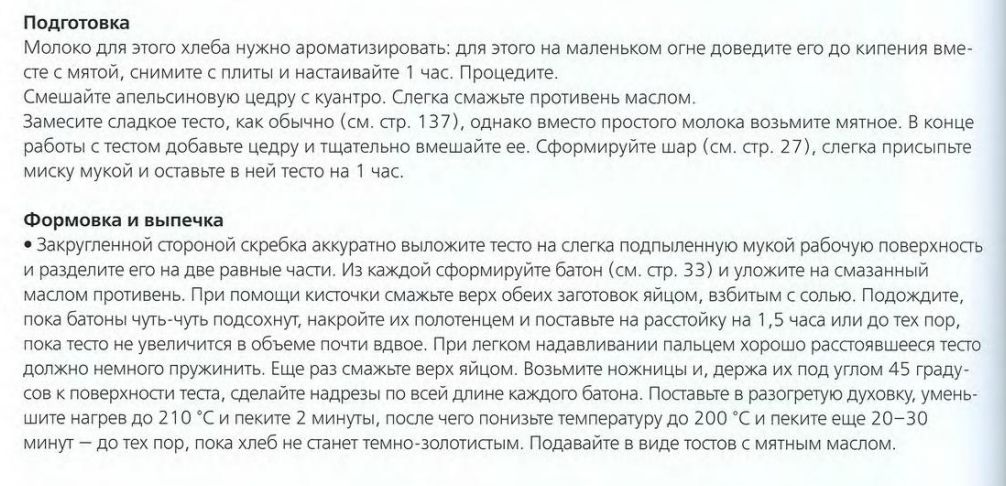 Подготовка
Молоко для этого хлеба нужно ароматизировать: для этого на маленьком огне доведите его до кипения вме-
сте с мятой, снимите с плиты и настаивайте 1 час. Процедите.
Смешайте апельсиновую цедру с куантро. Слегка смажьте противень маслом.
Замесите сладкое тесто, как обычно (см. стр. 137), однако вместо простого молока возьмите мятное. В конце
работы с тестом добавьте цедру и тщательно вмешайте ее. Сформируйте шар (см. стр. 27), слегка присыпьте
миску мукой и оставьте в ней тесто на 1 час.
Формовка и выпечка
• Закругленной стороной скребка аккуратно выложите тесто на слегка подпыленную мукой рабочую поверхность
и разделите его на две равные части. Из каждой сформируйте батон (см. стр. 33) и уложите на смазанный
маслом противень. При помощи кисточки смажьте верх обеих заготовок яйцом, взбитым с солью. Подождите,
пока батоны чуть-чуть подсохнут, накройте их полотенцем и поставьте на расстойку на 1,5 часа или до тех пор,
пока тесто не увеличится в объеме почти вдвое. При легком надавливании пальцем хорошо расстоявшееся тесто
должно немного пружинить. Еще раз смажьте верх яйцом. Возьмите ножницы и, держа их под углом 45 граду-
сов к поверхности теста, сделайте надрезы по всей длине каждого батона. Поставьте в разогретую духовку, умень-
шите нагрев до 210 °С и пеките 2 минуты, после чего понизьте температуру до 200 °С и пеките еще 20–30
минут — до тех пор, пока хлеб не станет темно-золотистым. Подавайте в виде тостов с мятным маслом.